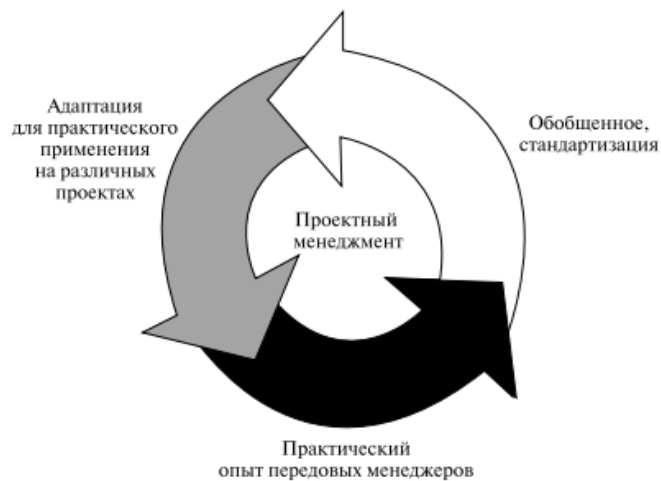 Адаптация
для практического
применения
на различных
проектах
Обобщенное,
стандартизация
Проектный
менеджмент
Практический
опыт передовых менеджеров